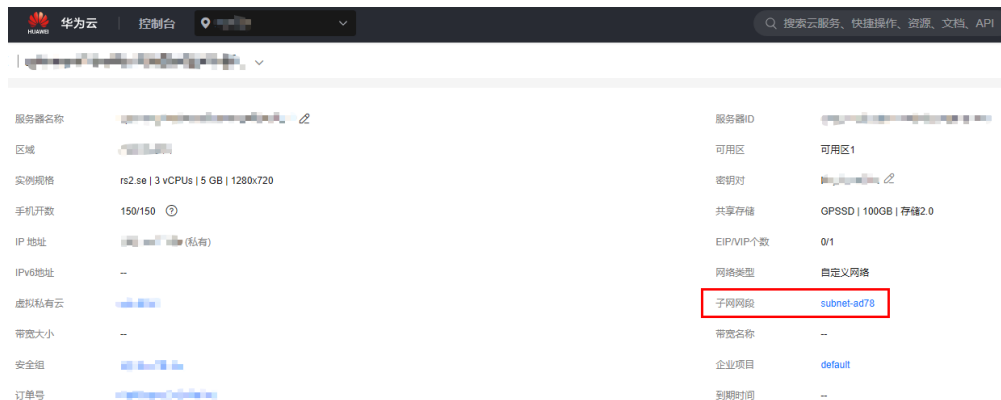 HUAWEI 华为云 控制台 搜索云服务、快捷操作、资源、文档、API
服务器名称 服务器ID
区域 可用区 可用区1
实例规格 rs2.se | 3 vCPUs | 5 GB | 1280x720 密钥对
手机开数 150/150 ? 共享存储 GPSSD | 100GB | 存储2.0
IP 地址 (私有) EIP/VIP个数 0/1
IPv6地址 -- 网络类型 自定义网络
虚拟私有云 子网网段 subnet-ad78
带宽大小 -- 带宽名称 --
安全组 企业项目 default
订单号 到期时间 --